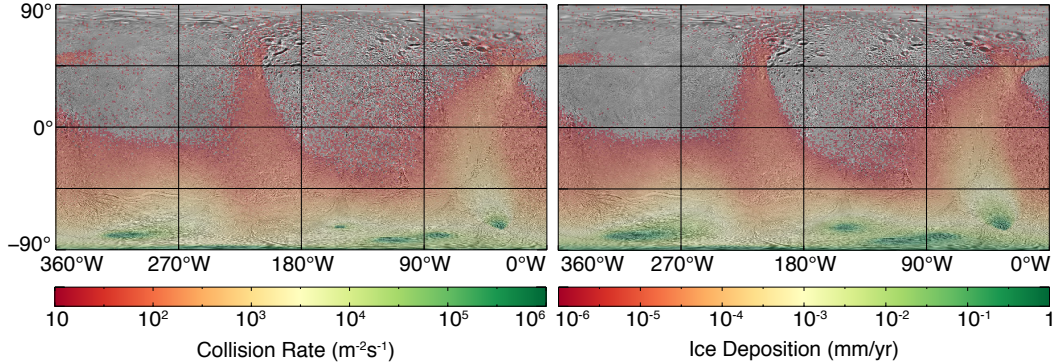 90°
0°
−90°
360°W 270°W 180°W 90°W 0°W
360°W 270°W 180°W 90°W 0°W
10 10² 10³ 10⁴ 10⁵ 10⁶
10⁻⁶ 10⁻⁵ 10⁻⁴ 10⁻³ 10⁻² 10⁻¹ 1
Collision Rate (m⁻²s⁻¹)
Ice Deposition (mm/yr)